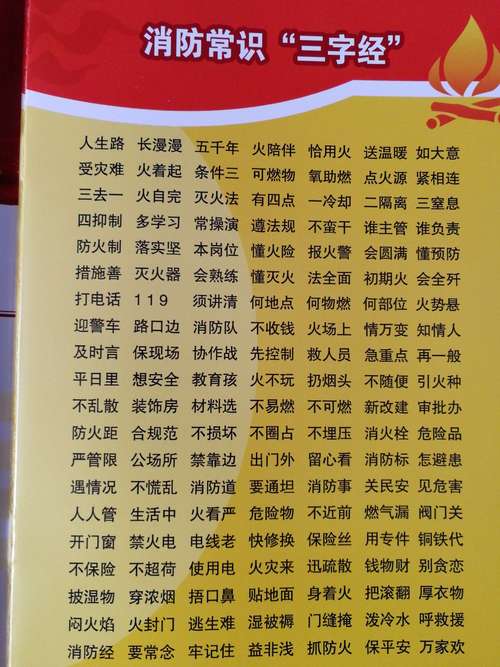 消防常识“三字经”
人生路 长漫漫 五千年 火陪伴 恰用火 送温暖 如大意
受灾难 火着起 条件三 可燃物 氧助燃 点火源 紧相连
三去一 火自完 灭火法 有四点 一冷却 二隔离 三窒息
四抑制 多学习 常操演 遵法规 不蛮干 谁主管 谁负责
防火制 落实坚 本岗位 懂火险 报火警 会圆满 懂预防
措施善 灭火器 会熟练 懂灭火 法全面 初期火 会全歼
打电话 119 须讲清 何地点 何物燃 何部位 火势悬
迎警车 路口边 消防队 不收钱 火场上 情万变 知情人
及时言 保现场 协作战 先控制 救人员 急重点 再一般
平日里 想安全 教育孩 火不玩 扔烟头 不随便 引火种
不乱散 装饰房 材料选 不易燃 不可燃 新改建 审批办
防火距 合规范 不损坏 不圈占 不埋压 消火栓 危险品
严管限 公场所 禁靠边 出门外 留心看 消防标 怎避患
遇情况 不慌乱 消防道 要通坦 消防事 关民安 见危害
人人管 生活中 火看严 危险物 不近前 燃气漏 阀门关
开门窗 禁火电 电线老 快修换 保险丝 用专件 铜铁代
不保险 不超荷 使用电 火灾来 迅疏散 钱物财 别贪恋
披湿物 穿浓烟 捂口鼻 贴地面 身着火 把滚翻 厚衣物
闷火焰 火封门 逃生难 湿被褥 门缝掩 泼冷水 呼救援
消防经 要常念 牢记住 益非浅 抓防火 保平安 万家欢